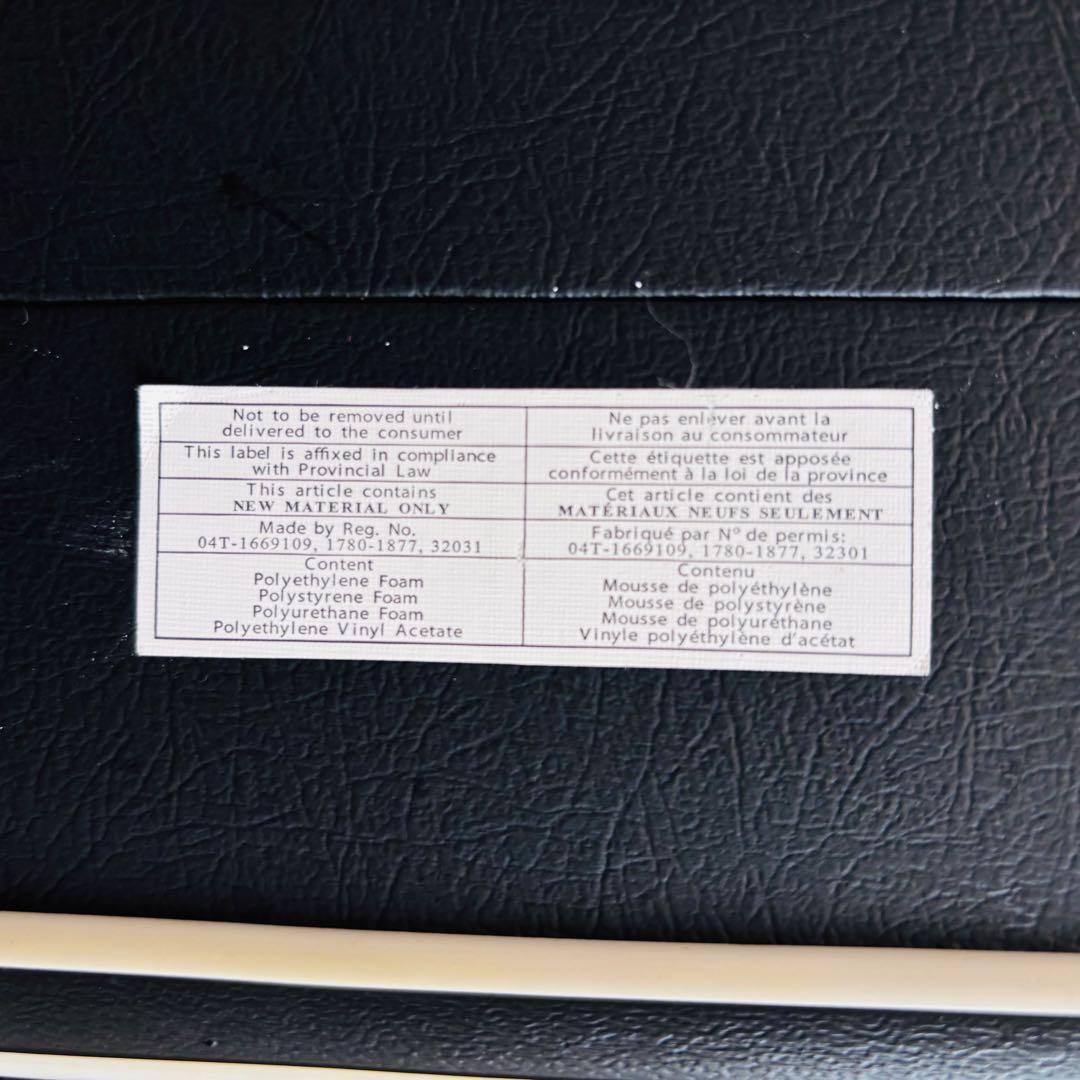 Not to be removed until
delivered to the consumer
This label is affixed in compliance
with Provincial Law
This article contains
NEW MATERIAL ONLY
Made by Reg. No.
04T-1669109, 1780-1877, 32031
Content
Polyethylene Foam
Polystyrene Foam
Polyurethane Foam
Polyethylene Vinyl Acetate
Ne pas enlever avant la
livraison au consommateur
Cette étiquette est apposée
conformément à la loi de la province
Cet article contient des
MATÉRIAUX NEUFS SEULEMENT
Fabriqué par N° de permis:
04T-1669109, 1780-1877, 32301
Contenu
Mousse de polyéthylène
Mousse de polystyrène
Mousse de polyuréthane
Vinyle polyéthylène d'acétat